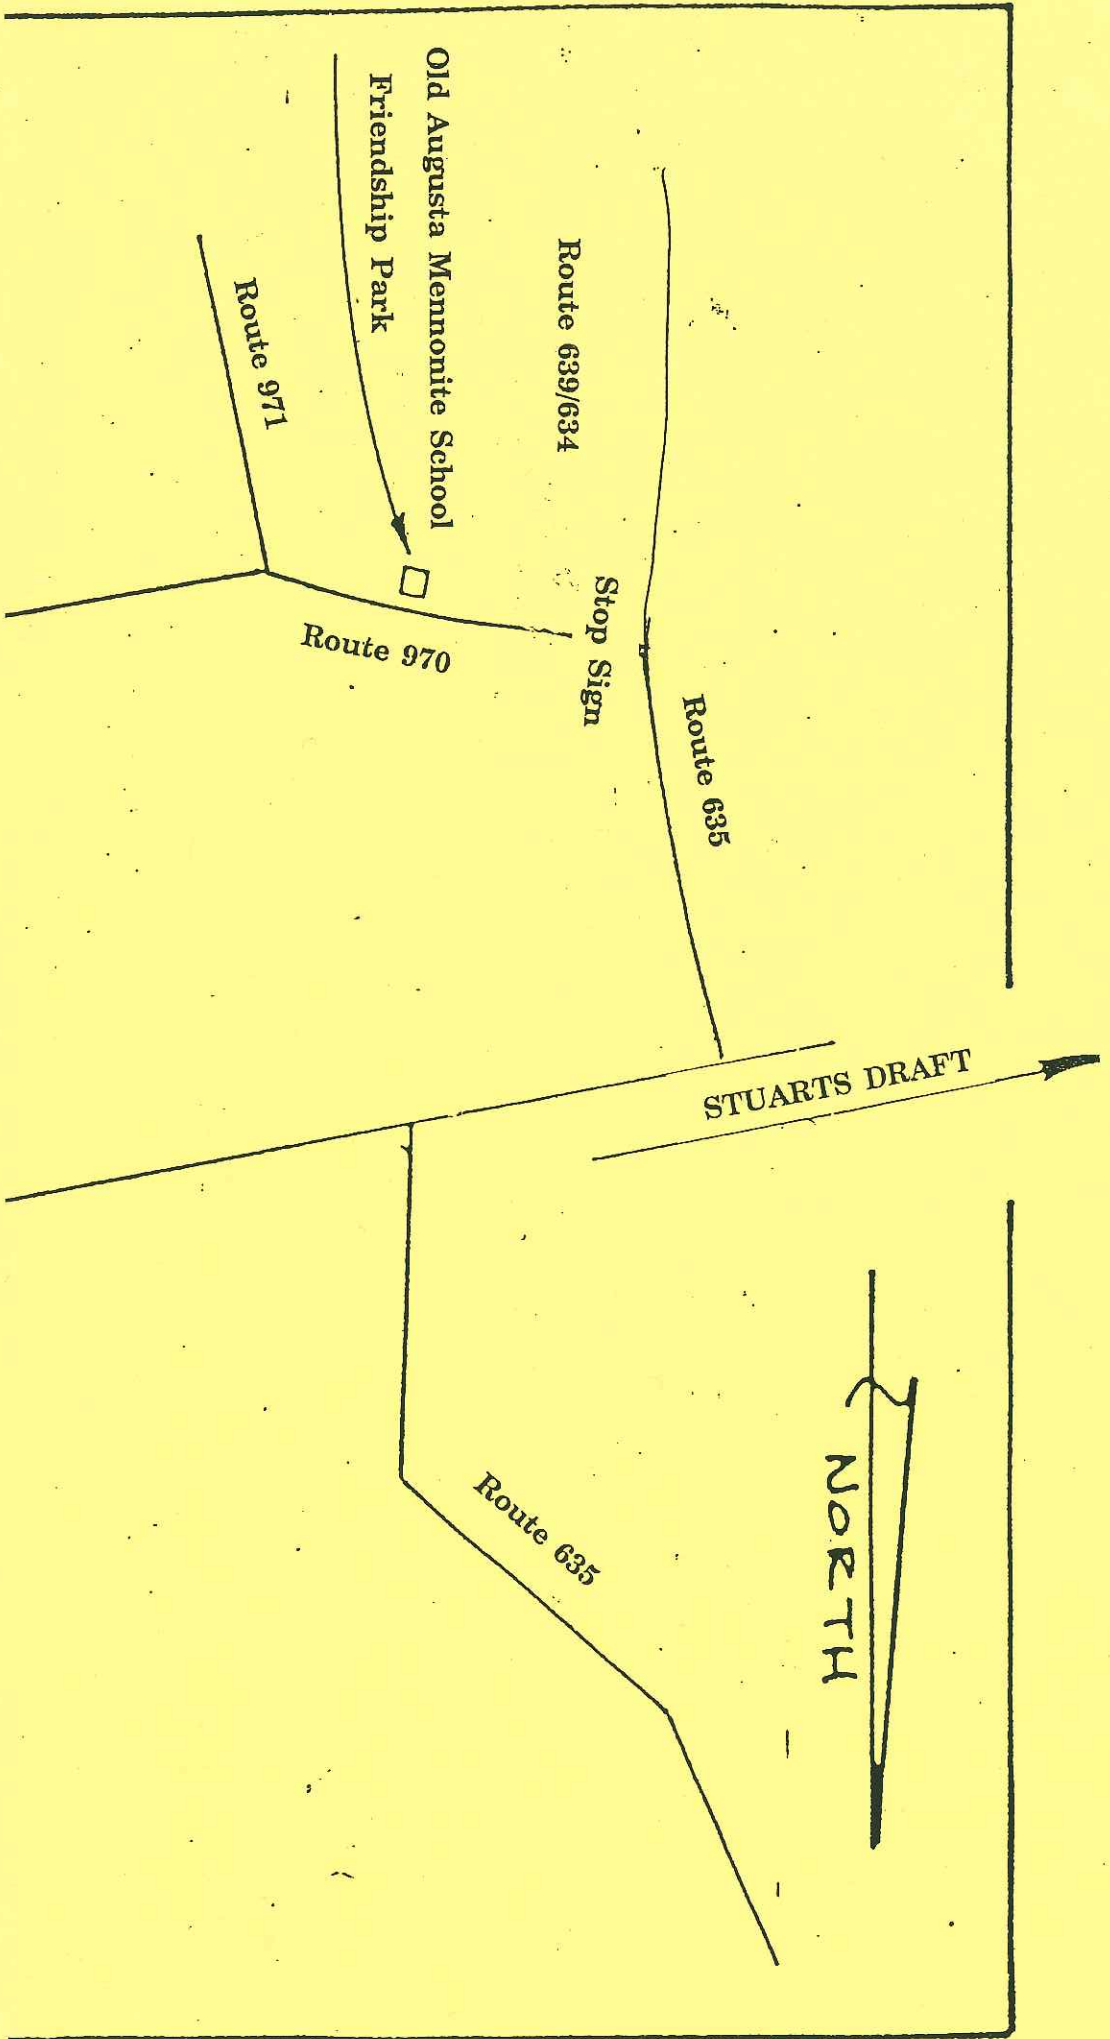 Old Augusta Mennonite School
Friendship Park
Route 971
Route 970
Route 639/634
Stop Sign
Route 635
STUARTS DRAFT
NORTH
Route 635